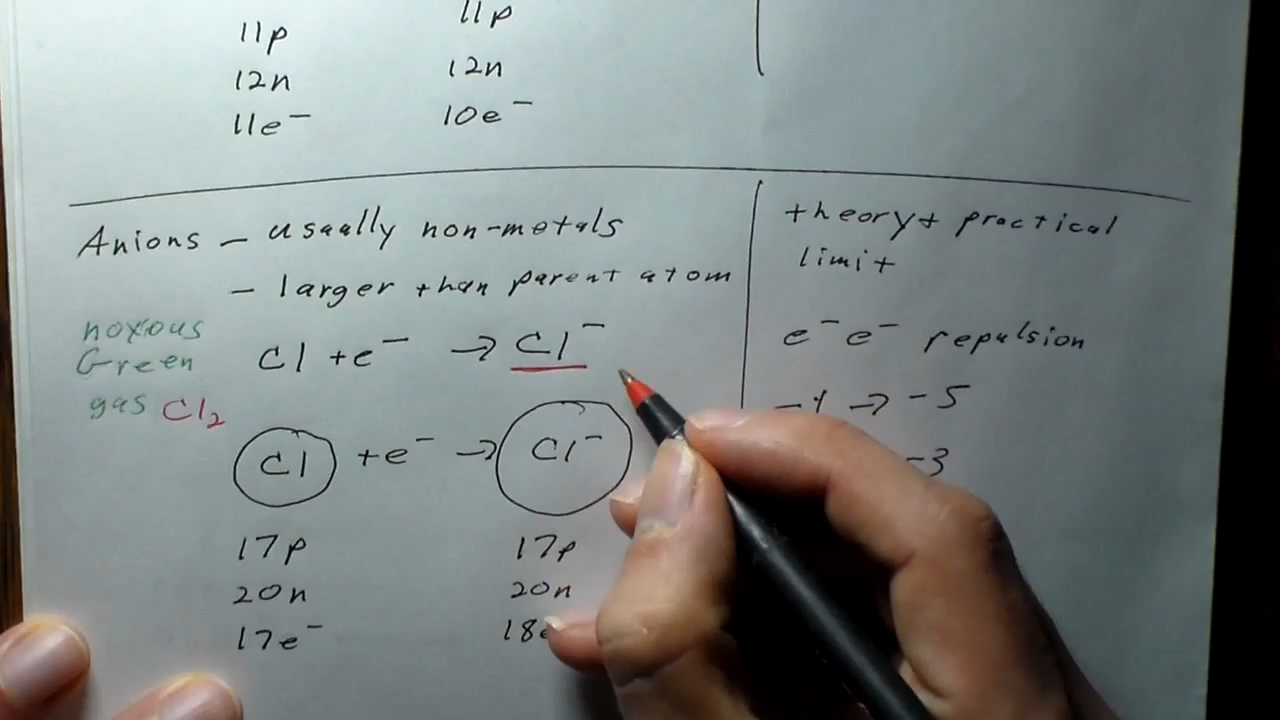 11p 11p
12n 12n
11e⁻ 10e⁻
Anions – usually non-metals
– larger than parent atom
noxious
Green
gas Cl₂
Cl + e⁻ → Cl⁻
Cl + e⁻ → Cl⁻
17p 17p
20n 20n
17e⁻ 18e
theory + practical
limit
e⁻ e⁻ repulsion
→ -5
-3